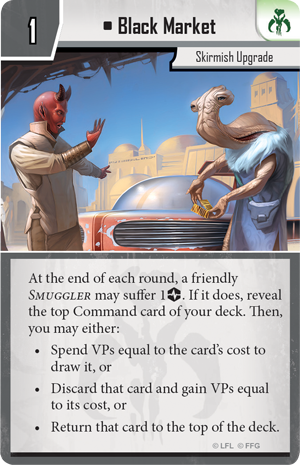 1
▪ Black Market
Skirmish Upgrade
At the end of each round, a friendly
SMUGGLER may suffer 1. If it does, reveal
the top Command card of your deck. Then,
you may either:
• Spend VPs equal to the card's cost to
draw it, or
• Discard that card and gain VPs equal
to its cost, or
• Return that card to the top of the deck.
© LFL © FFG